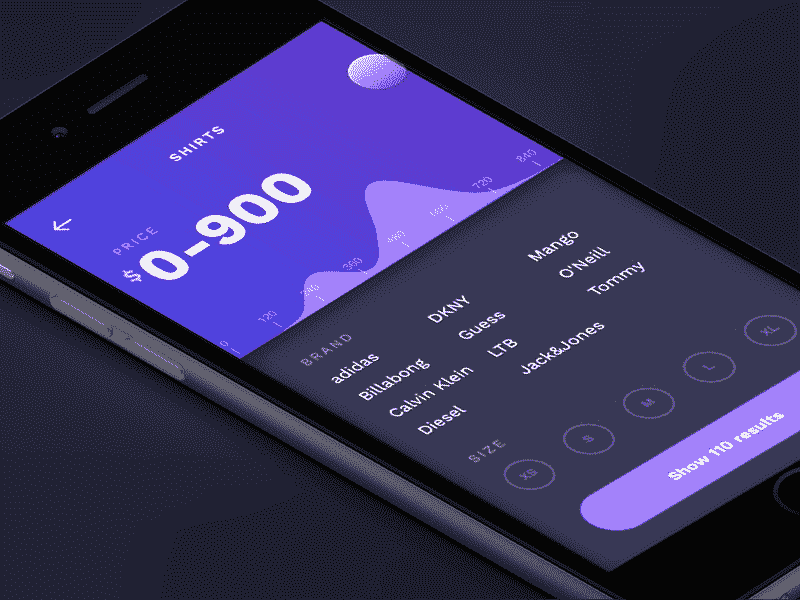 SHIRTS
PRICE
$0–900
0 120 240 360 480 600 720 840
BRAND
adidas DKNY Mango
Billabong Guess O'Neill
Calvin Klein LTB Tommy
Diesel Jack&Jones
SIZE
XS S M L XL
Show 110 results